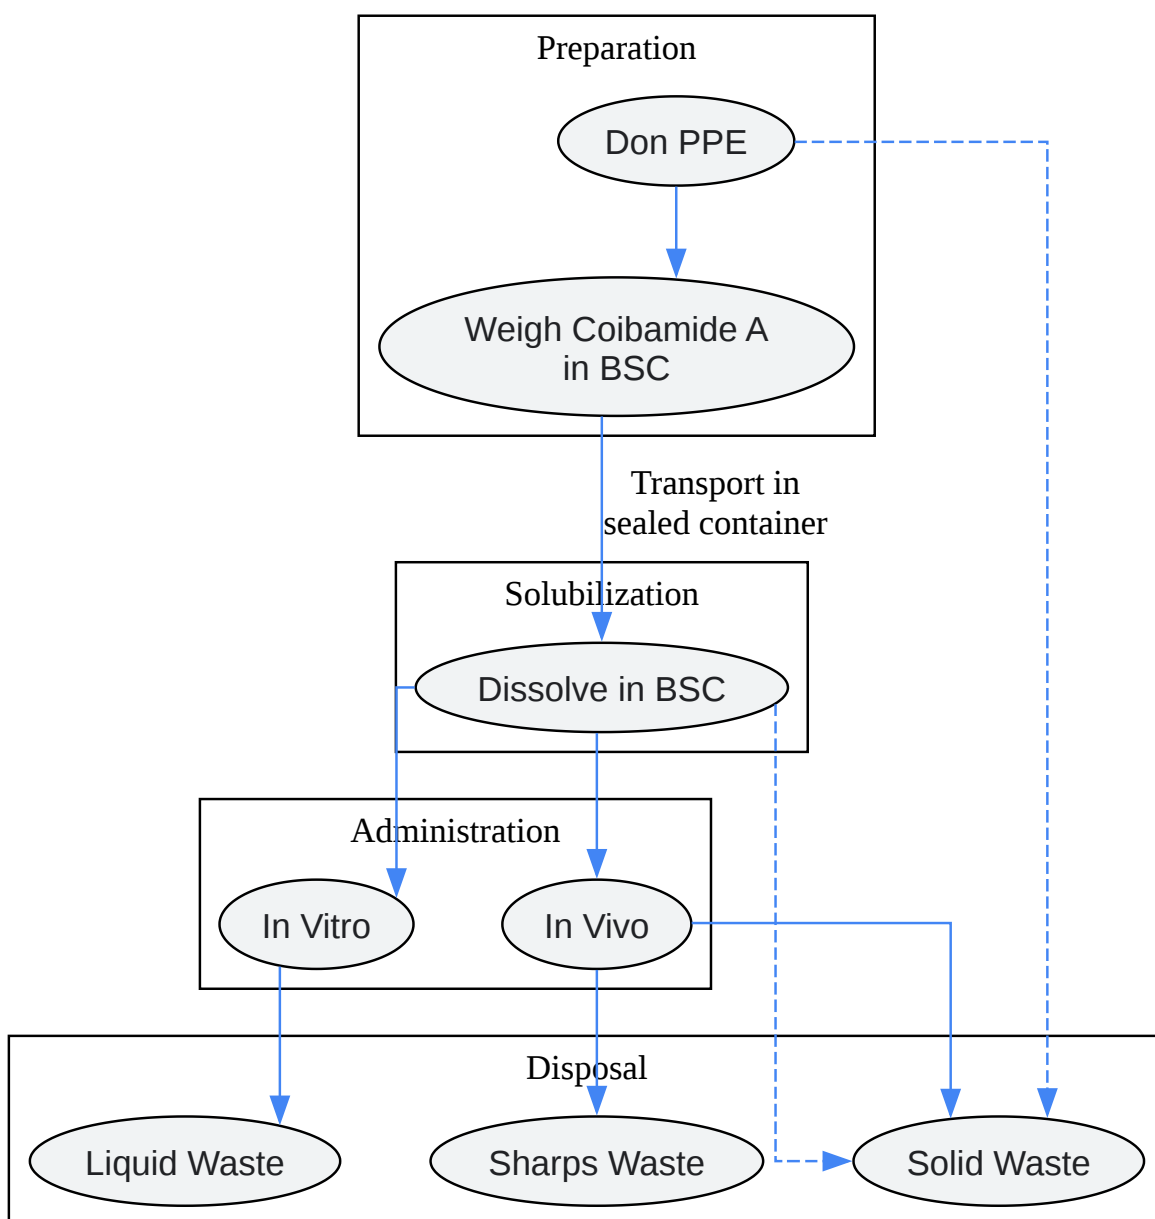 Preparation
Don PPE
Weigh Coibamide A
in BSC
Transport in
sealed container
Solubilization
Dissolve in BSC
Administration
In Vitro
In Vivo
Disposal
Liquid Waste
Sharps Waste
Solid Waste